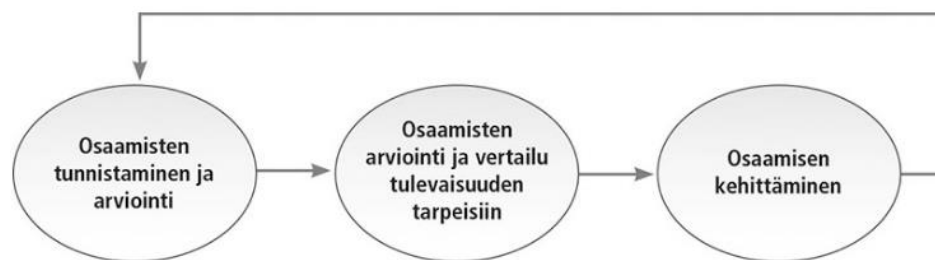 Osaamisten
tunnistaminen ja
arviointi
Osaamisten
arviointi ja vertailu
tulevaisuuden
tarpeisiin
Osaamisen
kehittäminen